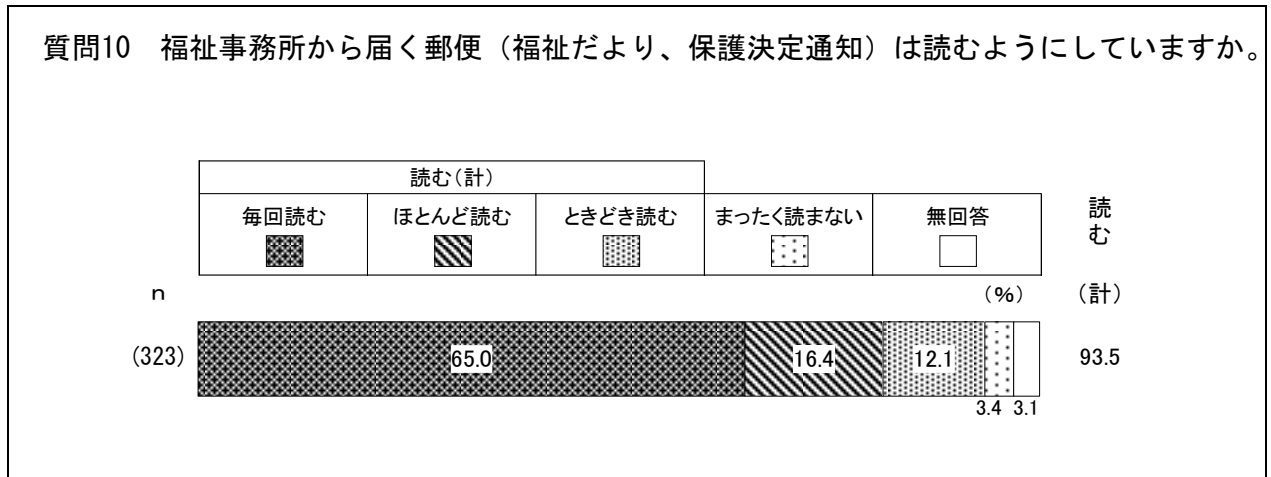 質問10　福祉事務所から届く郵便（福祉だより、保護決定通知）は読むようにしていますか。
読む（計）
毎回読む　ほとんど読む　ときどき読む　まったく読まない　無回答
読む
n　（%）　（計）
（323）　65.0　16.4　12.1　93.5
3.4　3.1